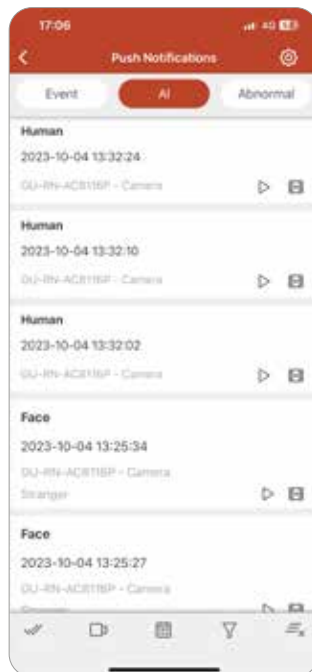 17:06
4G
Push Notifications
Event AI Abnormal
Human
2023-10-04 13:32:24
GU-RN-AC8116P - Camera
Human
2023-10-04 13:32:10
GU-RN-AC8116P - Camera
Human
2023-10-04 13:32:02
GU-RN-AC8116P - Camera
Face
2023-10-04 13:25:34
GU-RN-AC8116P - Camera
Stranger
Face
2023-10-04 13:25:27
GU-RN-AC8116P - Camera